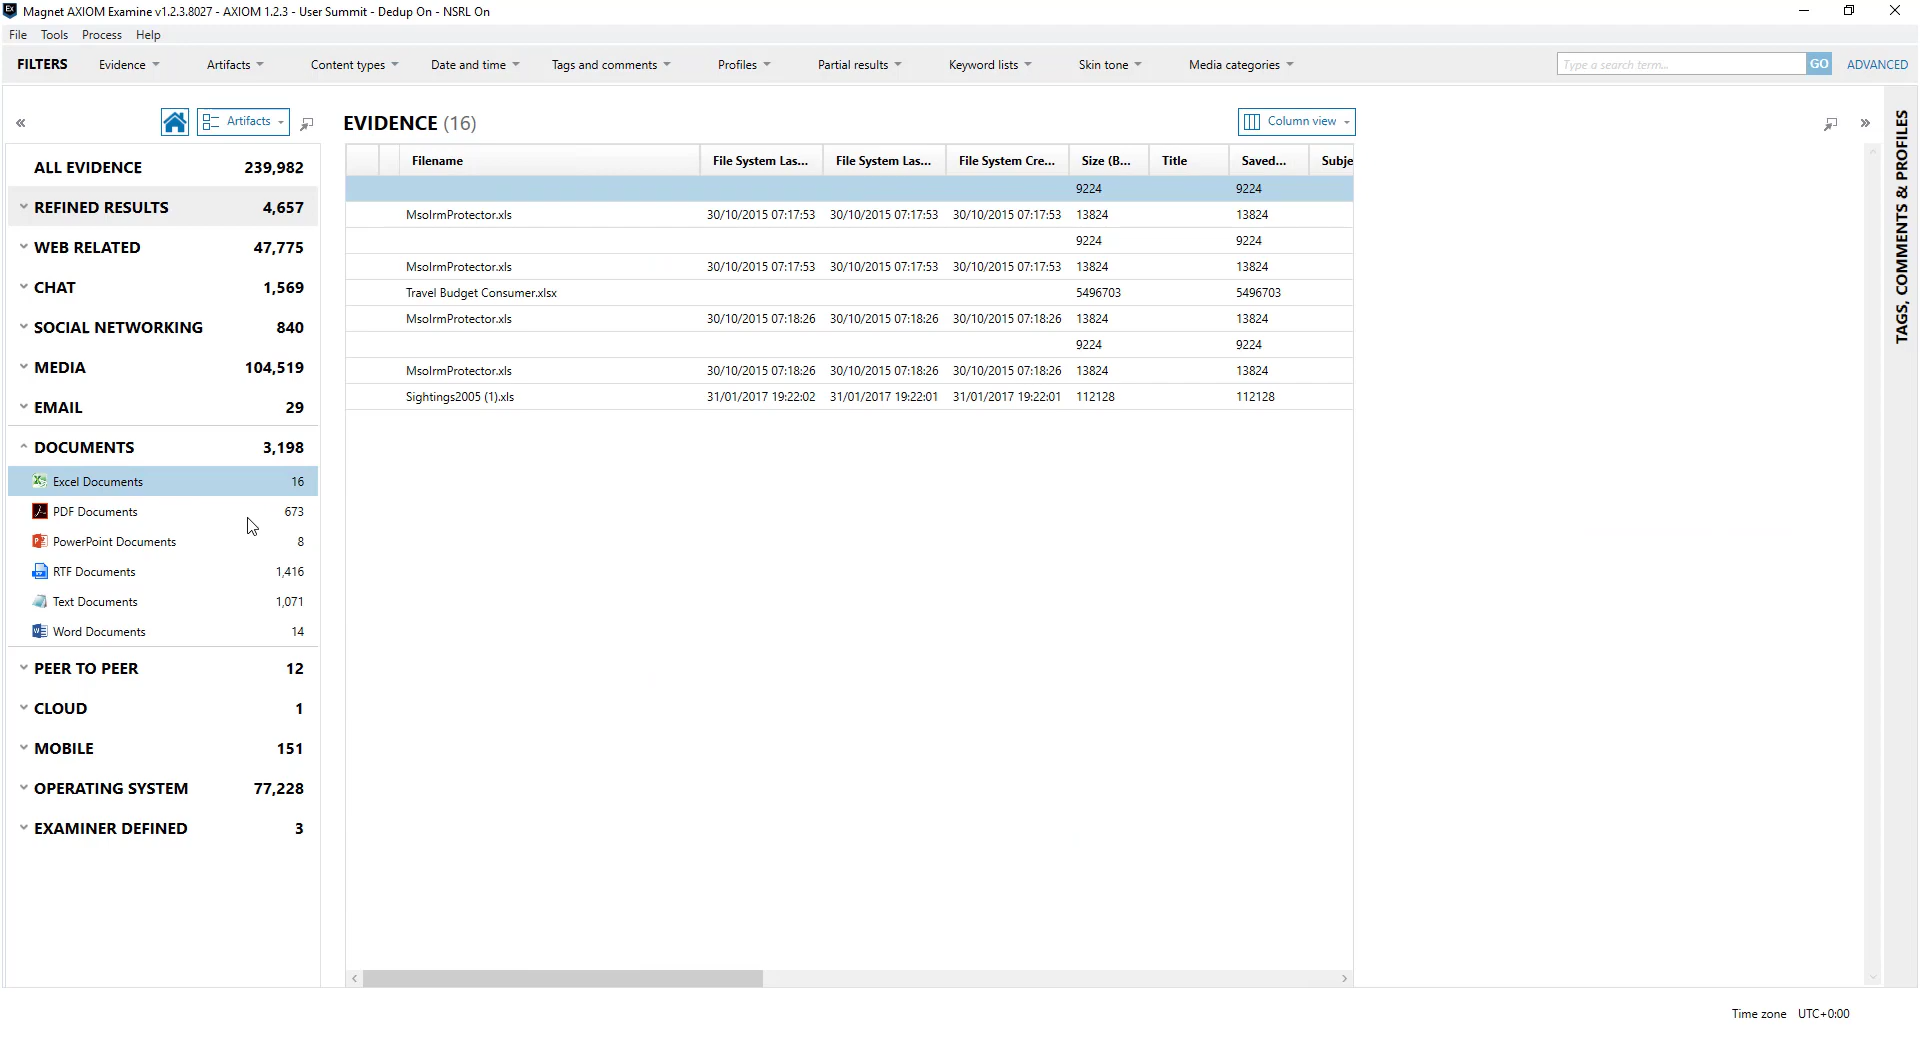 Magnet AXIOM Examine v1.2.3.8027 - AXIOM 1.2.3 - User Summit - Dedup On - NSRL On
File Tools Process Help
FILTERS Evidence Artifacts Content types Date and time Tags and comments Profiles Partial results Keyword lists Skin tone Media categories Type a search term... GO ADVANCED
Artifacts EVIDENCE (16) Column view
TAGS, COMMENTS & PROFILES
ALL EVIDENCE 239,982
REFINED RESULTS 4,657
WEB RELATED 47,775
CHAT 1,569
SOCIAL NETWORKING 840
MEDIA 104,519
EMAIL 29
DOCUMENTS 3,198
Excel Documents 16
PDF Documents 673
PowerPoint Documents 8
RTF Documents 1,416
Text Documents 1,071
Word Documents 14
PEER TO PEER 12
CLOUD 1
MOBILE 151
OPERATING SYSTEM 77,228
EXAMINER DEFINED 3
Filename File System Las... File System Las... File System Cre... Size (B... Title Saved... Subje
9224 9224
MsoIrmProtector.xls 30/10/2015 07:17:53 30/10/2015 07:17:53 30/10/2015 07:17:53 13824 13824
9224 9224
MsoIrmProtector.xls 30/10/2015 07:17:53 30/10/2015 07:17:53 30/10/2015 07:17:53 13824 13824
Travel Budget Consumer.xlsx 5496703 5496703
MsoIrmProtector.xls 30/10/2015 07:18:26 30/10/2015 07:18:26 30/10/2015 07:18:26 13824 13824
9224 9224
MsoIrmProtector.xls 30/10/2015 07:18:26 30/10/2015 07:18:26 30/10/2015 07:18:26 13824 13824
Sightings2005 (1).xls 31/01/2017 19:22:02 31/01/2017 19:22:01 31/01/2017 19:22:01 112128 112128
Time zone UTC+0:00